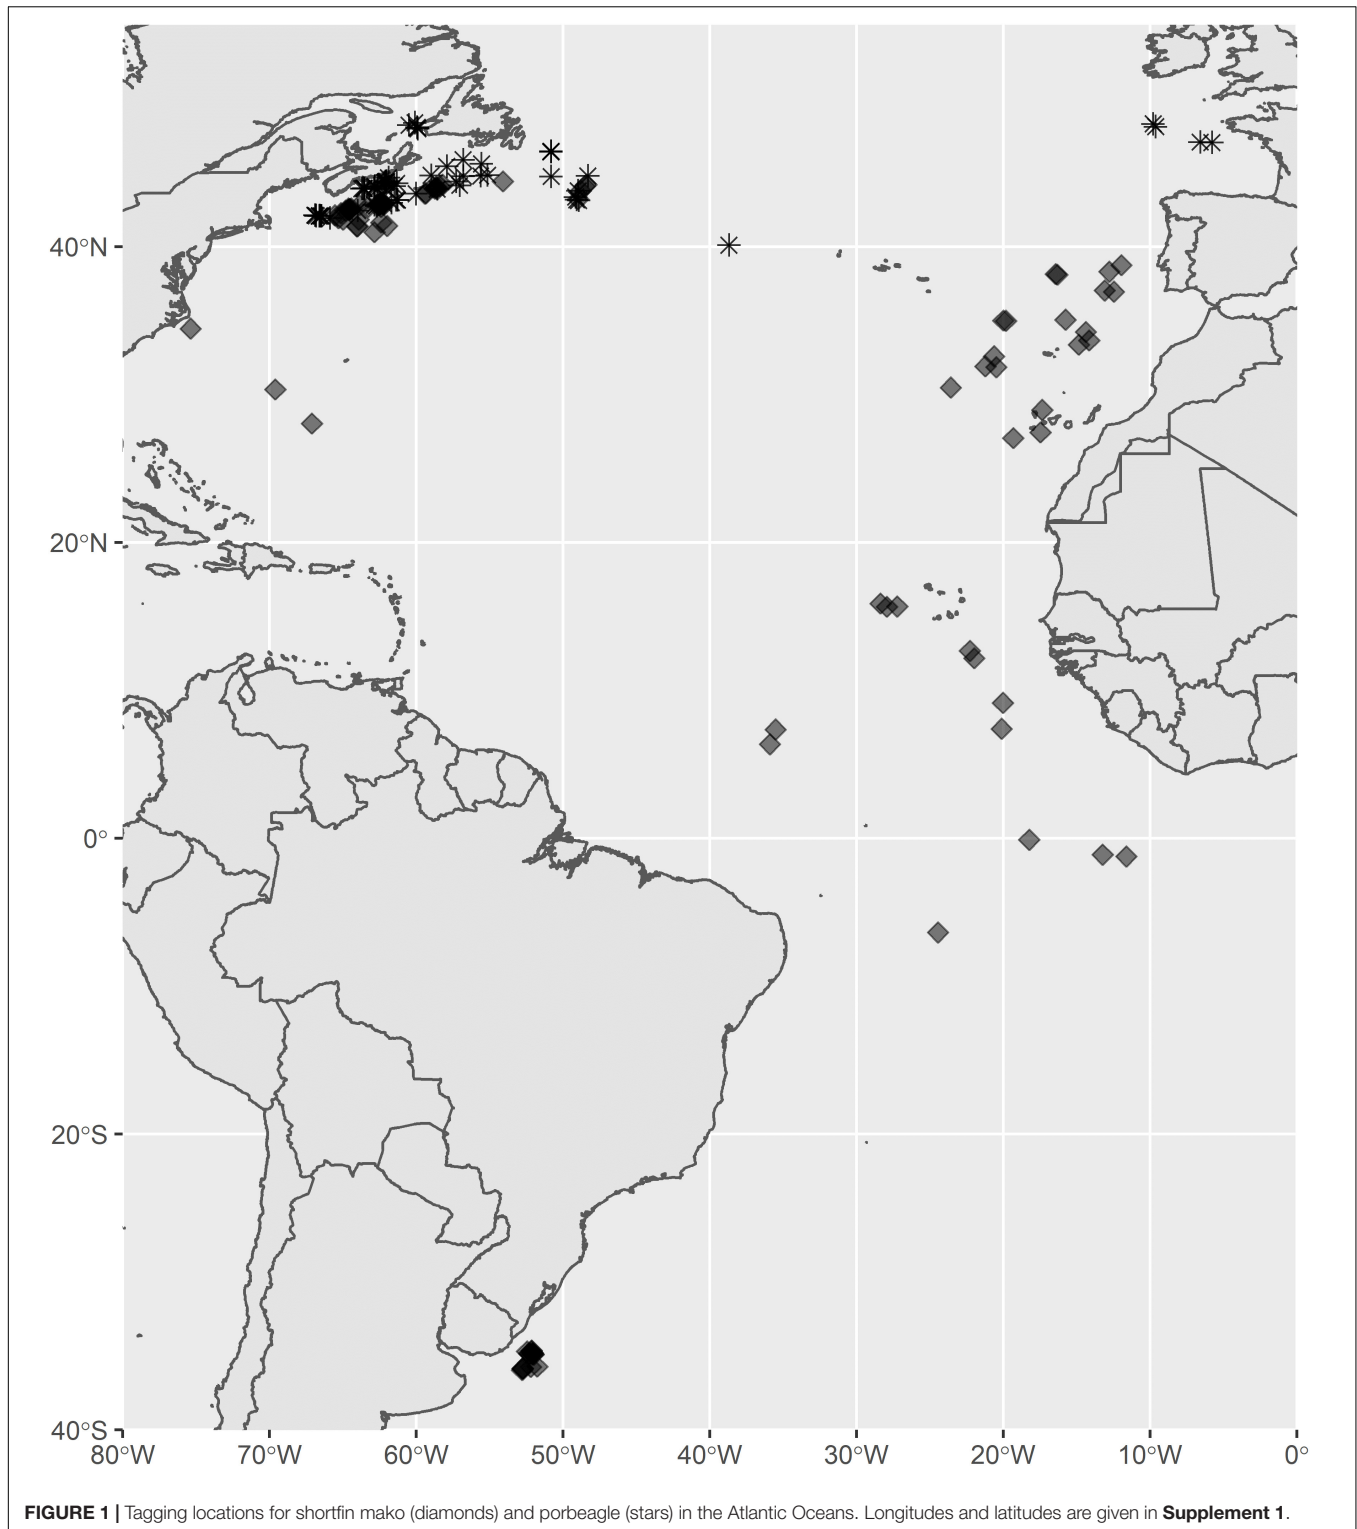 40°N
20°N
0°
20°S
40°S
80°W 70°W 60°W 50°W 40°W 30°W 20°W 10°W 0°
FIGURE 1 | Tagging locations for shortfin mako (diamonds) and porbeagle (stars) in the Atlantic Oceans. Longitudes and latitudes are given in Supplement 1.